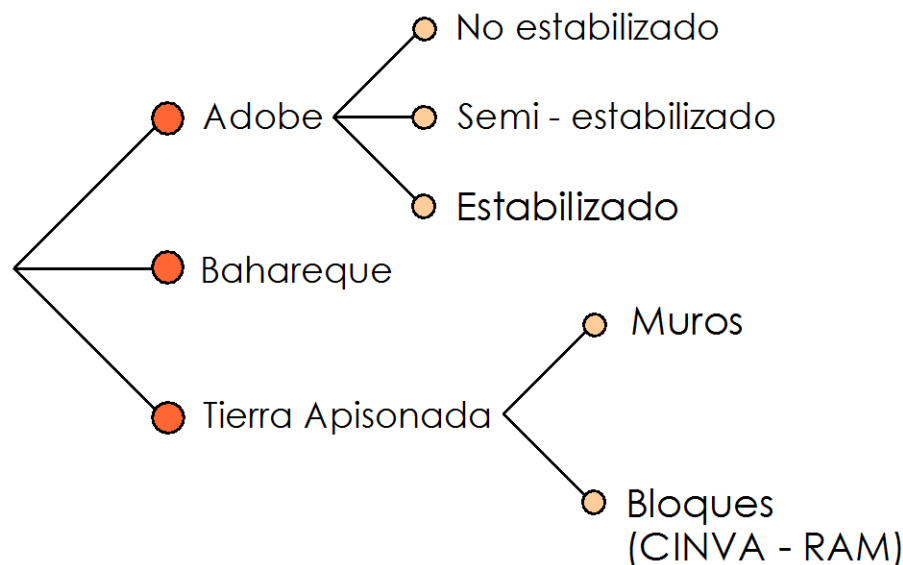 No estabilizado
Adobe
Semi - estabilizado
Estabilizado
Bahareque
Muros
Tierra Apisonada
Bloques
(CINVA - RAM)